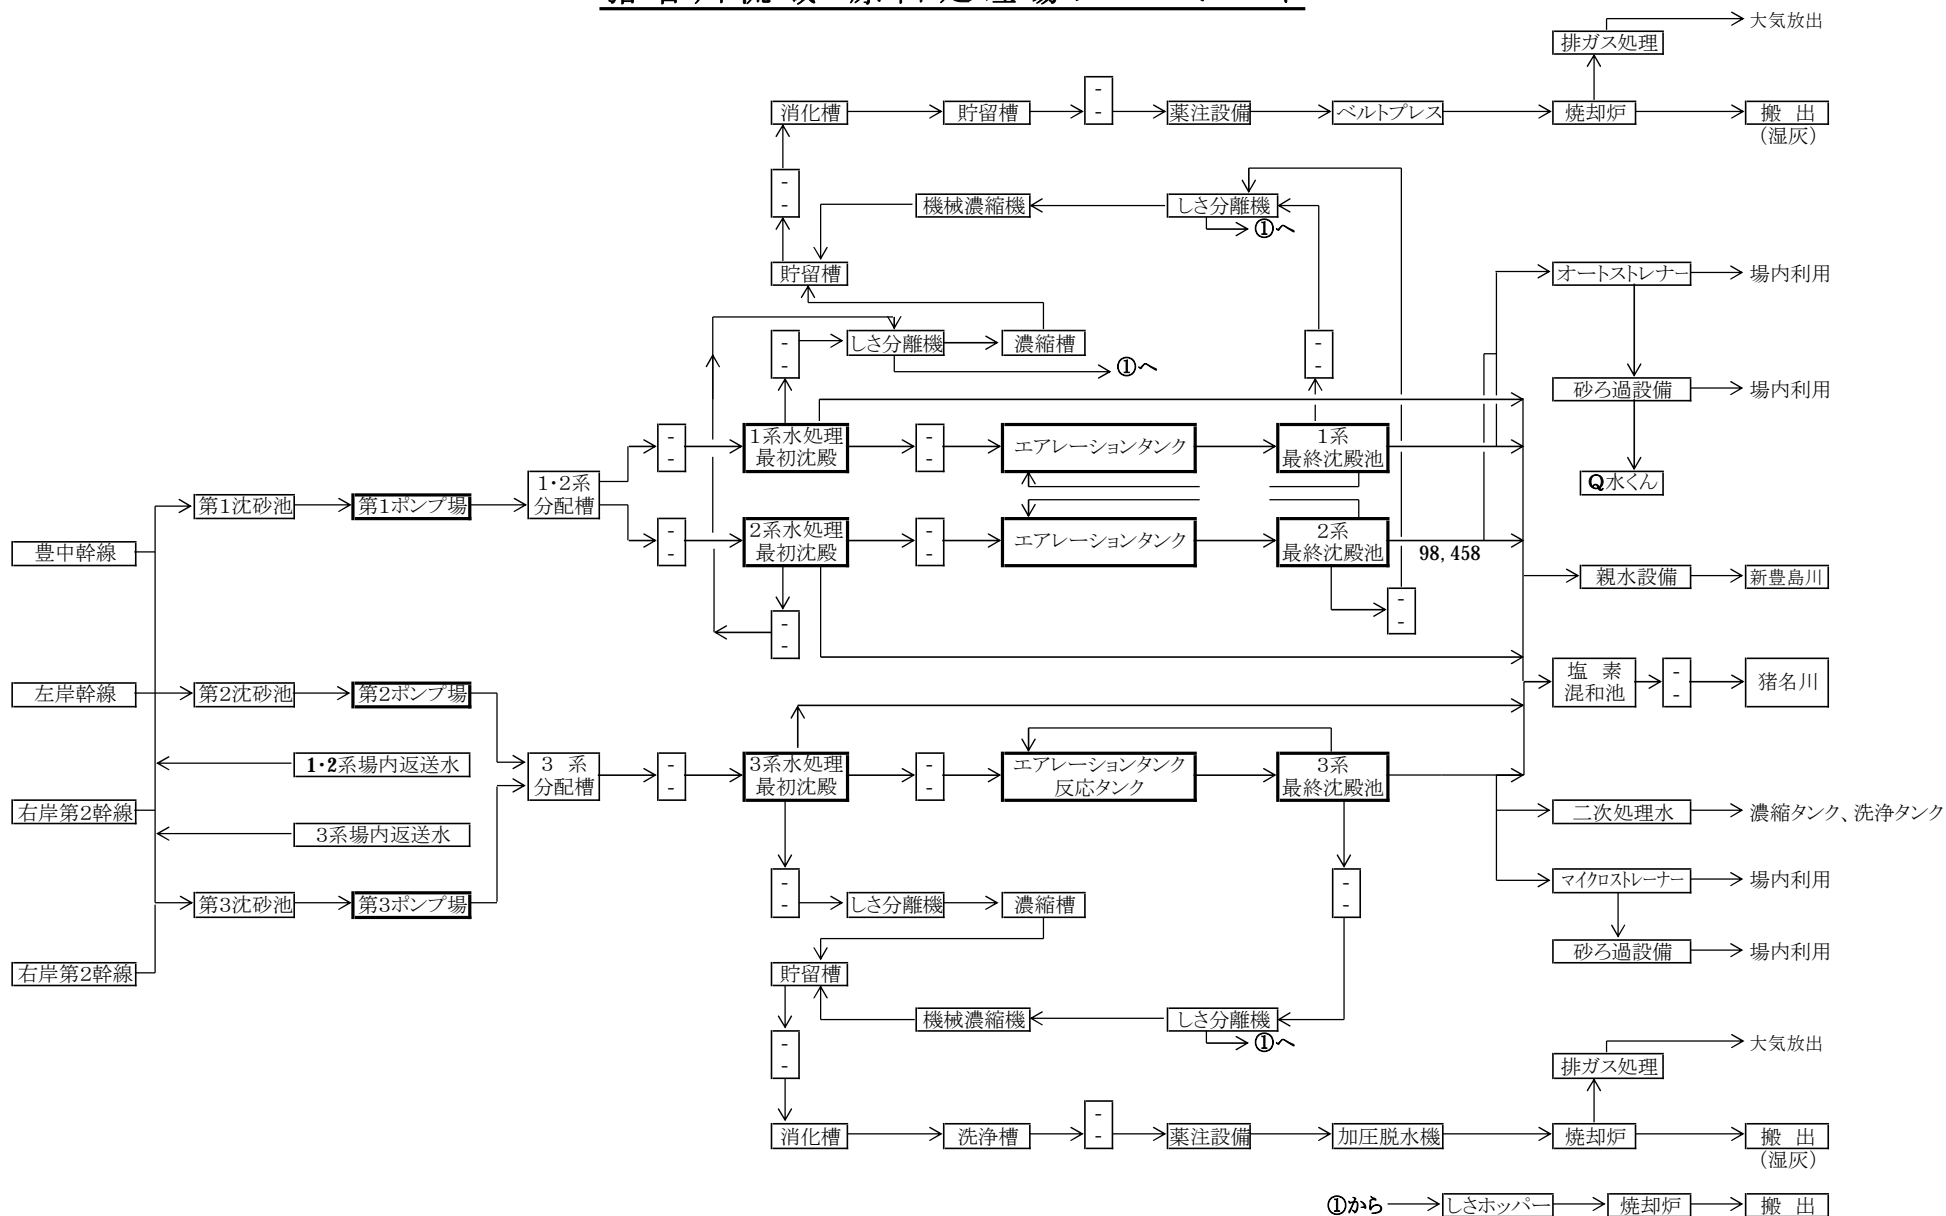 大気放出
排ガス処理
消化槽
貯留槽
-
-
薬注設備
ベルトプレス
焼却炉
搬 出
(湿灰)
-
-
機械濃縮機
しさ分離機
①へ
貯留槽
オートストレナー
場内利用
-
-
しさ分離機
濃縮槽
①へ
-
-
砂ろ過設備
場内利用
Q水くん
1・2系
分配槽
-
-
1系水処理
最初沈殿
-
-
エアレーションタンク
1系
最終沈殿池
第1沈砂池
第1ポンプ場
-
-
2系水処理
最初沈殿
-
-
エアレーションタンク
2系
最終沈殿池
98,458
豊中幹線
-
-
-
-
親水設備
新豊島川
左岸幹線
第2沈砂池
第2ポンプ場
塩 素
混和池
-
-
猪名川
1・2系場内返送水
3 系
分配槽
-
-
3系水処理
最初沈殿
-
-
エアレーションタンク
反応タンク
3系
最終沈殿池
右岸第2幹線
3系場内返送水
二次処理水
濃縮タンク、洗浄タンク
第3沈砂池
第3ポンプ場
-
-
しさ分離機
濃縮槽
-
-
マイクロストレーナー
場内利用
砂ろ過設備
場内利用
右岸第2幹線
貯留槽
機械濃縮機
しさ分離機
①へ
-
-
大気放出
排ガス処理
消化槽
洗浄槽
-
-
薬注設備
加圧脱水機
焼却炉
搬 出
(湿灰)
①から
しさホッパー
焼却炉
搬 出